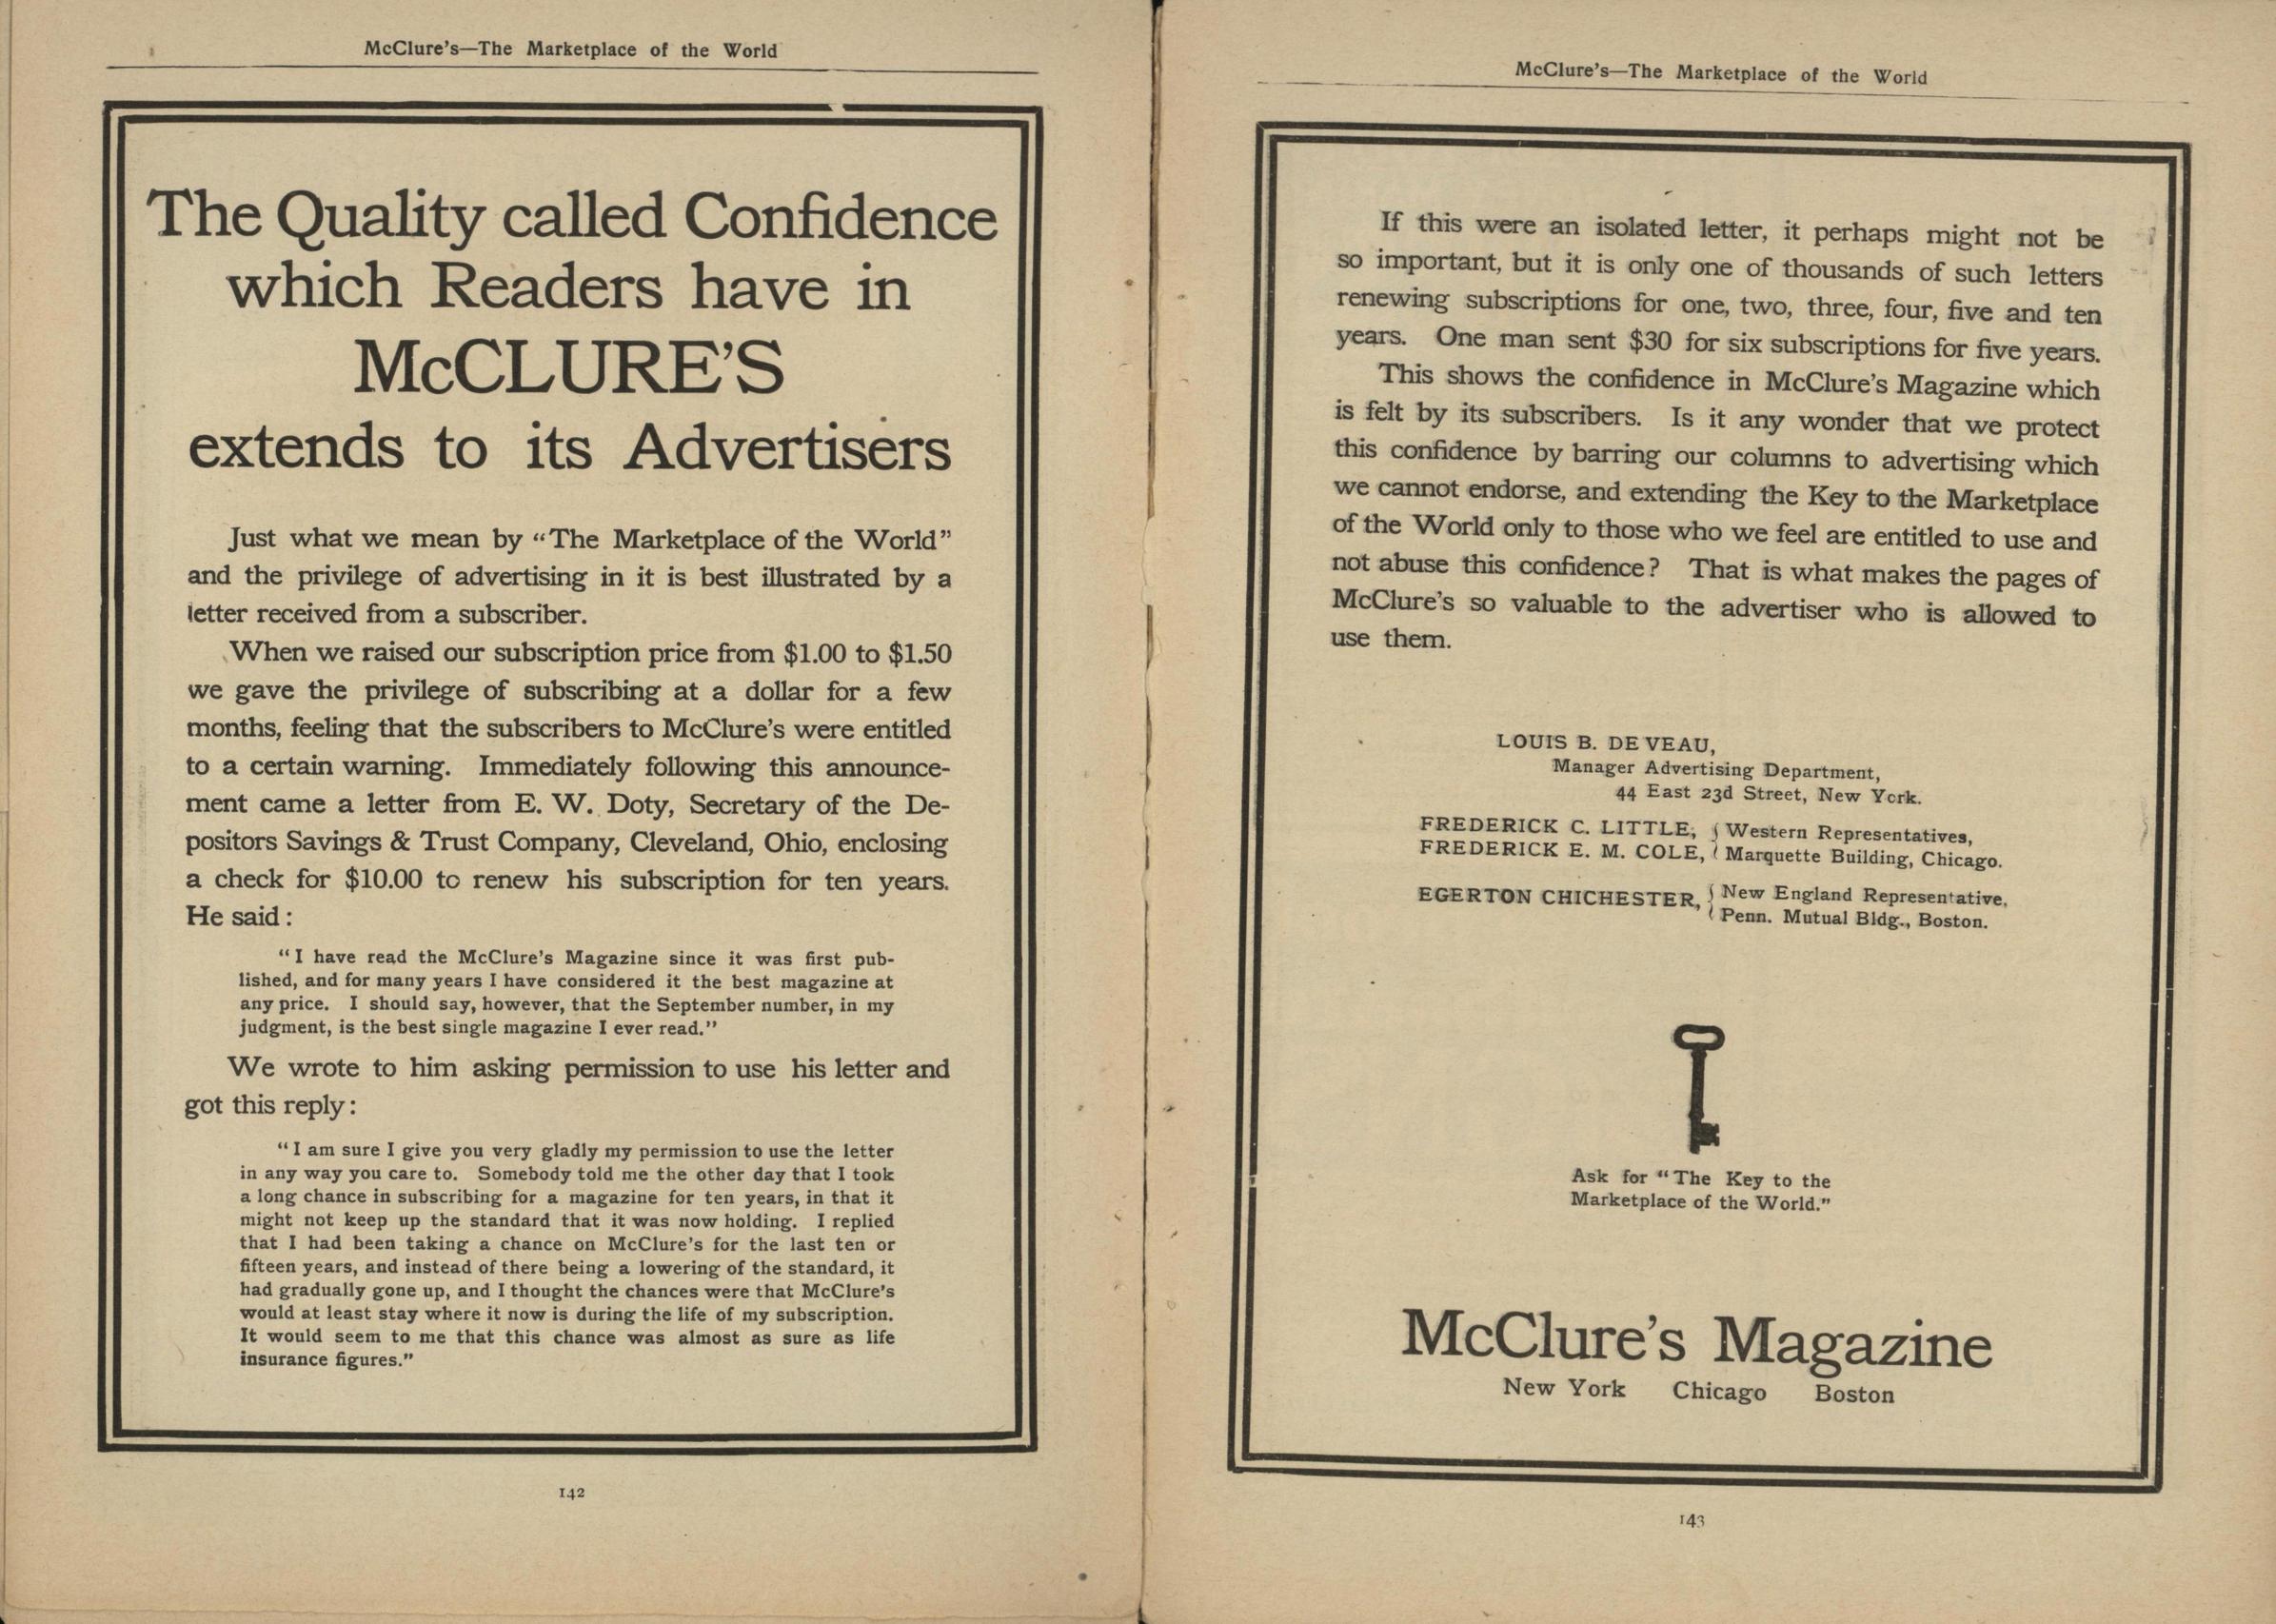 McClure's—The Marketplace of the World
The Quality called Confidence
which Readers have in
McCLURE'S
extends to its Advertisers
Just what we mean by “The Marketplace of the World”
and the privilege of advertising in it is best illustrated by a
letter received from a subscriber.
When we raised our subscription price from $1.00 to $1.50
we gave the privilege of subscribing at a dollar for a few
months, feeling that the subscribers to McClure's were entitled
to a certain warning. Immediately following this announce-
ment came a letter from E. W. Doty, Secretary of the De-
positors Savings & Trust Company, Cleveland, Ohio, enclosing
a check for $10.00 to renew his subscription for ten years.
He said:
“I have read the McClure's Magazine since it was first pub-
lished, and for many years I have considered it the best magazine at
any price. I should say, however, that the September number, in my
judgment, is the best single magazine I ever read.”
We wrote to him asking permission to use his letter and
got this reply:
“I am sure I give you very gladly my permission to use the letter
in any way you care to. Somebody told me the other day that I took
a long chance in subscribing for a magazine for ten years, in that it
might not keep up the standard that it was now holding. I replied
that I had been taking a chance on McClure's for the last ten or
fifteen years, and instead of there being a lowering of the standard, it
had gradually gone up, and I thought the chances were that McClure's
would at least stay where it now is during the life of my subscription.
It would seem to me that this chance was almost as sure as life
insurance figures.”
142
McClure's—The Marketplace of the World
If this were an isolated letter, it perhaps might not be
so important, but it is only one of thousands of such letters
renewing subscriptions for one, two, three, four, five and ten
years. One man sent $30 for six subscriptions for five years.
This shows the confidence in McClure's Magazine which
is felt by its subscribers. Is it any wonder that we protect
this confidence by barring our columns to advertising which
we cannot endorse, and extending the Key to the Marketplace
of the World only to those who we feel are entitled to use and
not abuse this confidence? That is what makes the pages of
McClure's so valuable to the advertiser who is allowed to
use them.
LOUIS B. DE VEAU,
Manager Advertising Department,
44 East 23d Street, New York.
FREDERICK C. LITTLE, { Western Representatives,
FREDERICK E. M. COLE, { Marquette Building, Chicago.
EGERTON CHICHESTER, { New England Representative,
Penn. Mutual Bldg., Boston.
Ask for “The Key to the
Marketplace of the World.”
McClure's Magazine
New York Chicago Boston
143